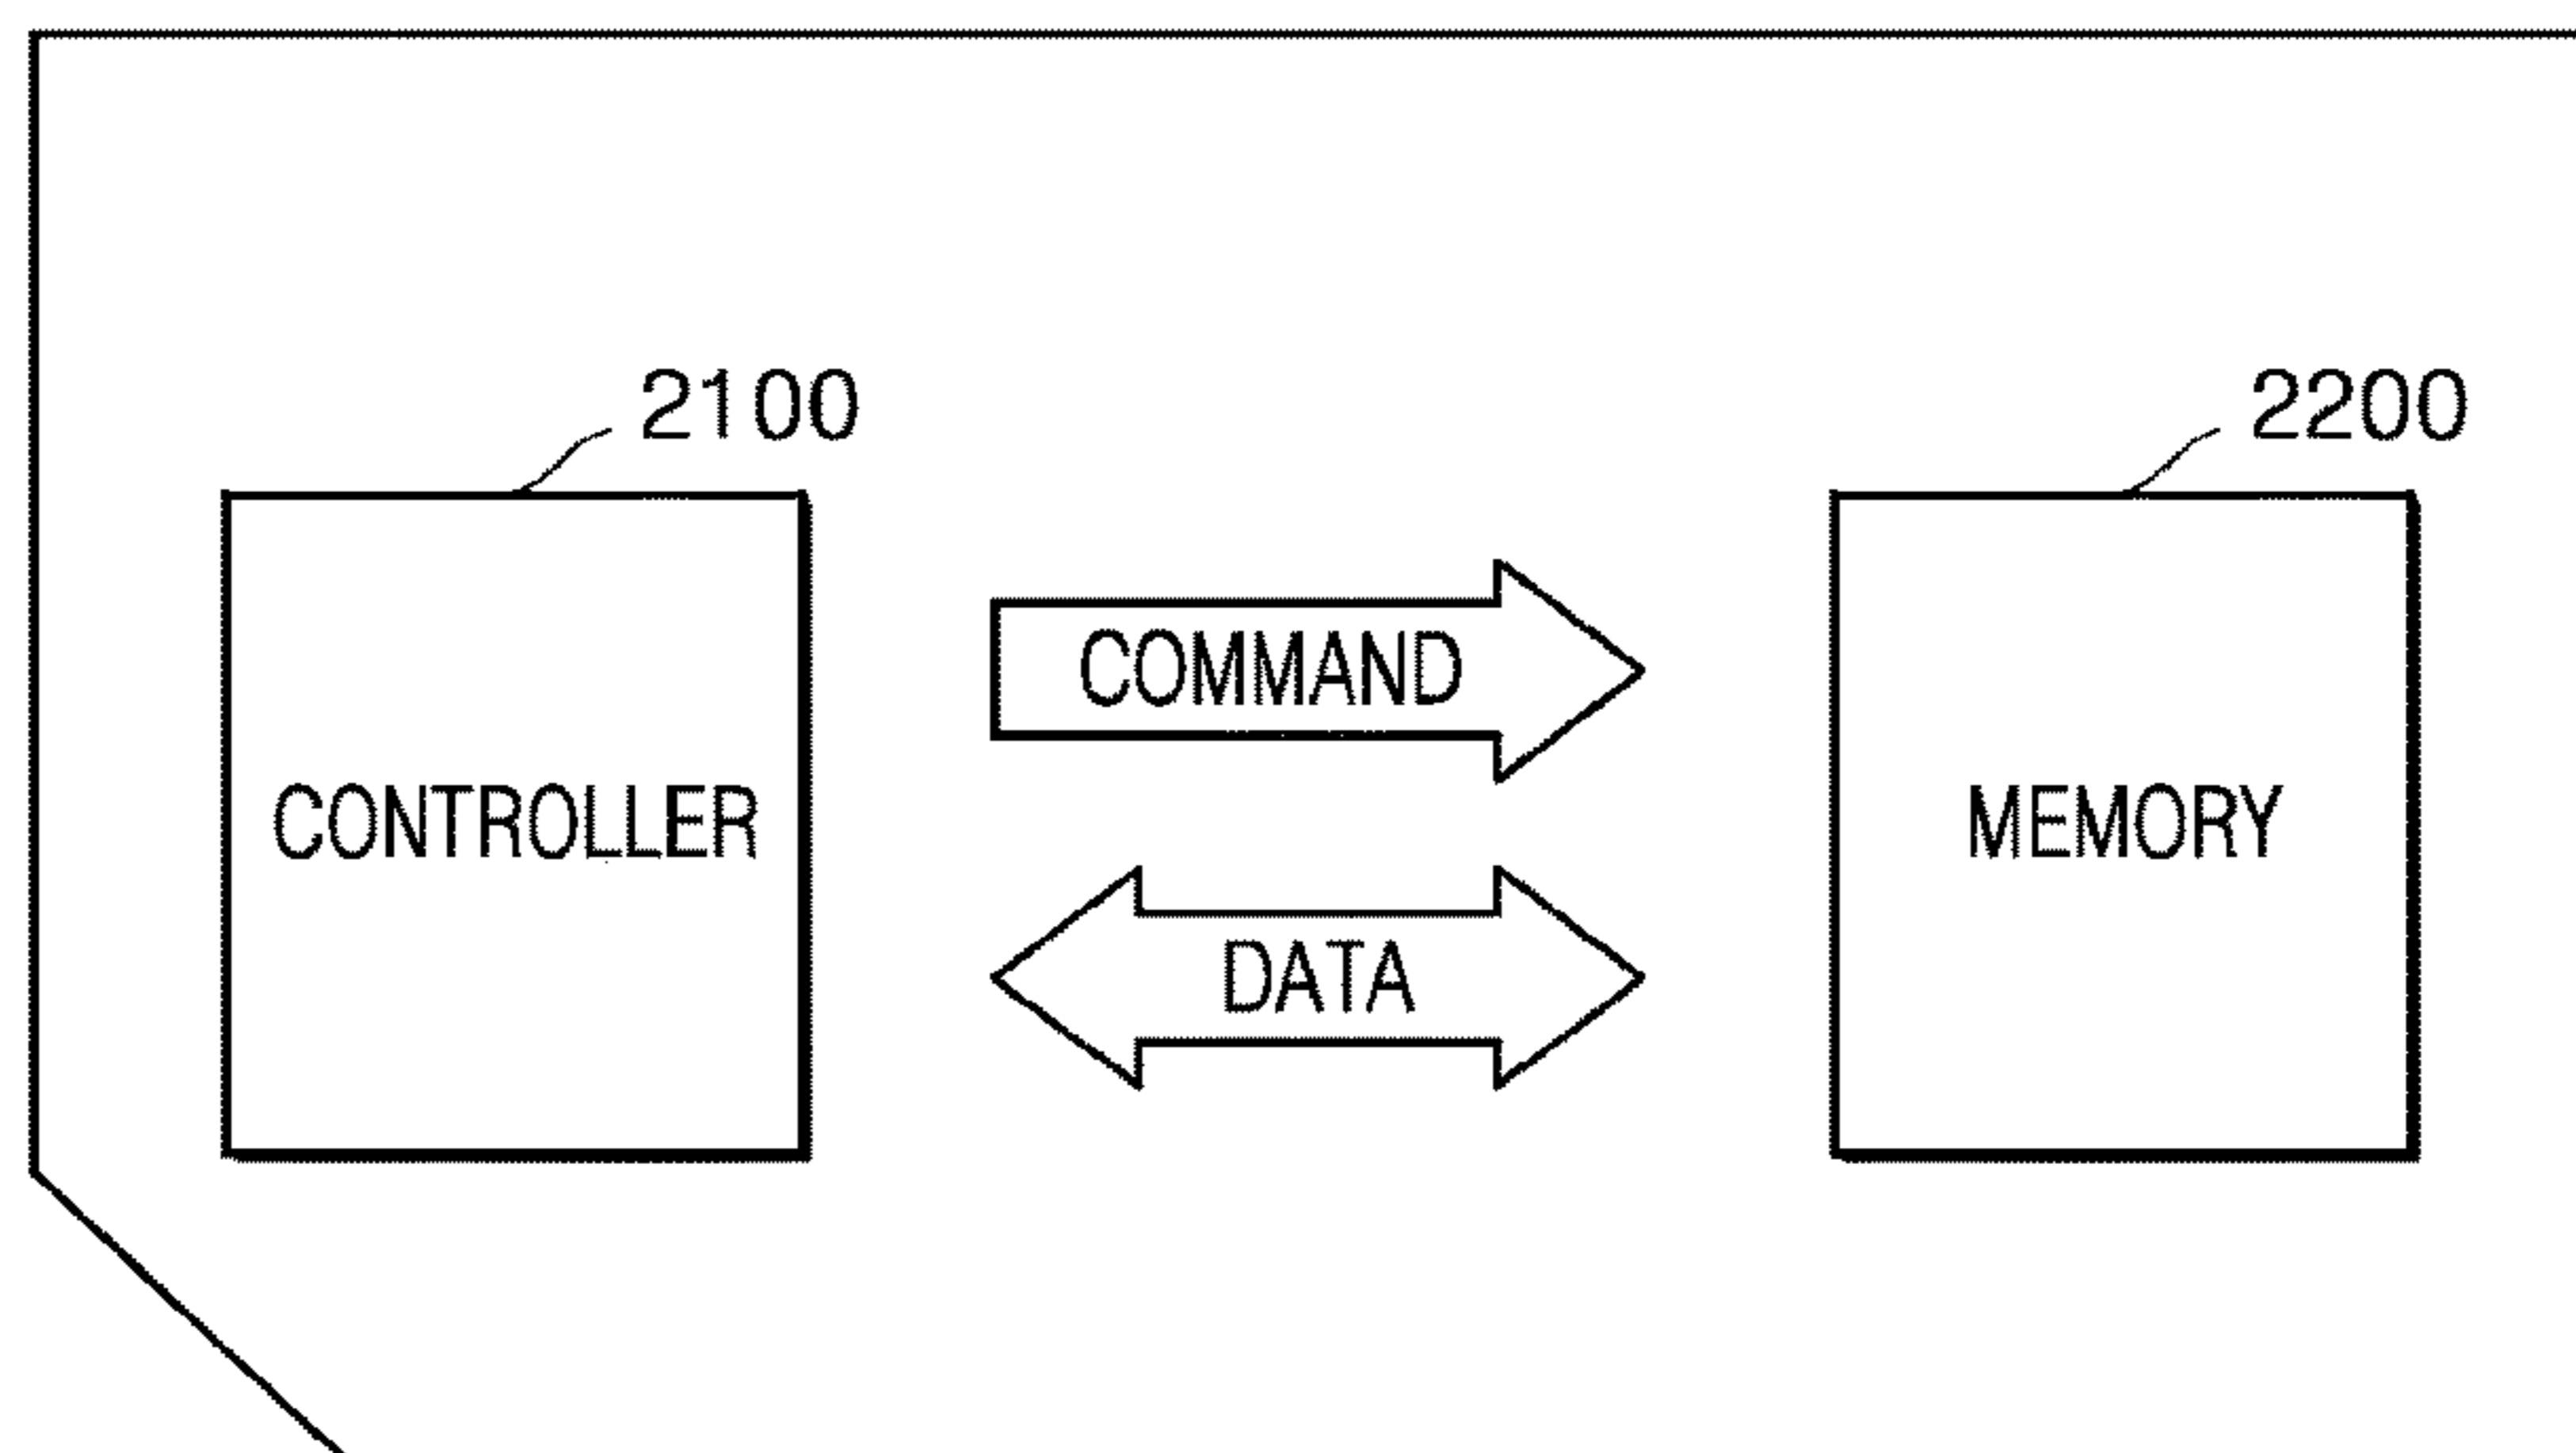 2100
2200
COMMAND
CONTROLLER
MEMORY
DATA